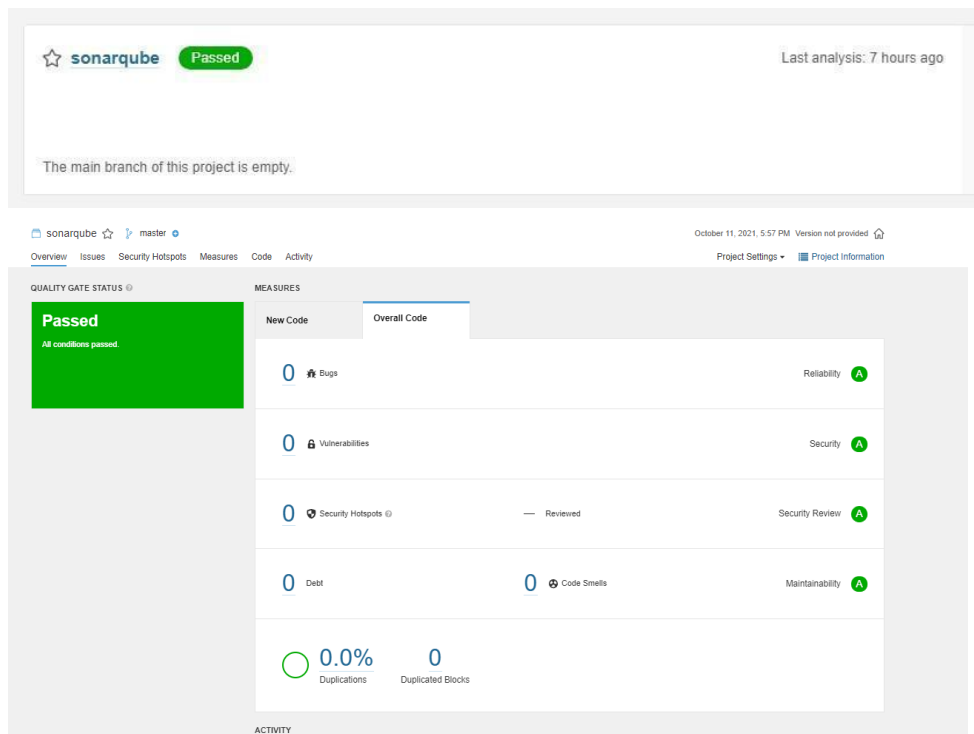 sonarqube Passed Last analysis: 7 hours ago
The main branch of this project is empty.
sonarqube master October 11, 2021, 5:57 PM Version not provided
Overview Issues Security Hotspots Measures Code Activity Project Settings Project Information
QUALITY GATE STATUS MEASURES
Passed
All conditions passed.
New Code Overall Code
0 Bugs Reliability A
0 Vulnerabilities Security A
0 Security Hotspots — Reviewed Security Review A
0 Debt 0 Code Smells Maintainability A
0.0% 0
Duplications Duplicated Blocks
ACTIVITY